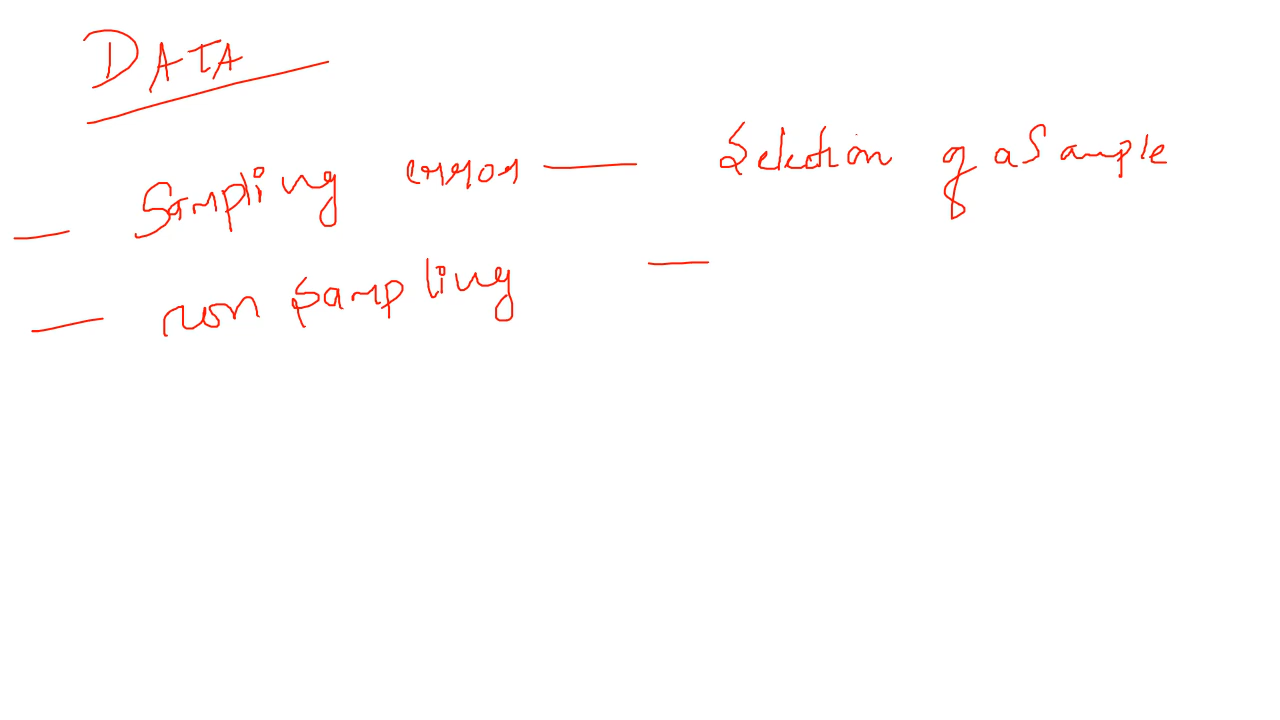 DATA
— Sampling error — Selection of a Sample
— non sampling —